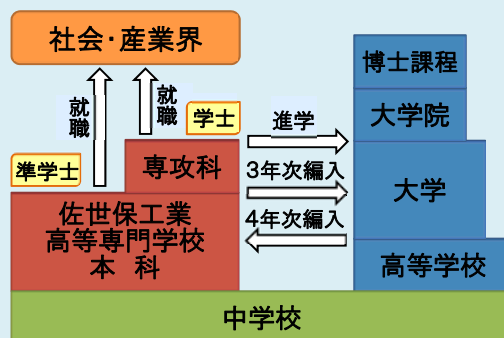 社会・産業界
就職
就職
学士
準学士
専攻科
佐世保工業
高等専門学校
本 科
進学
3年次編入
4年次編入
博士課程
大学院
大学
高等学校
中学校